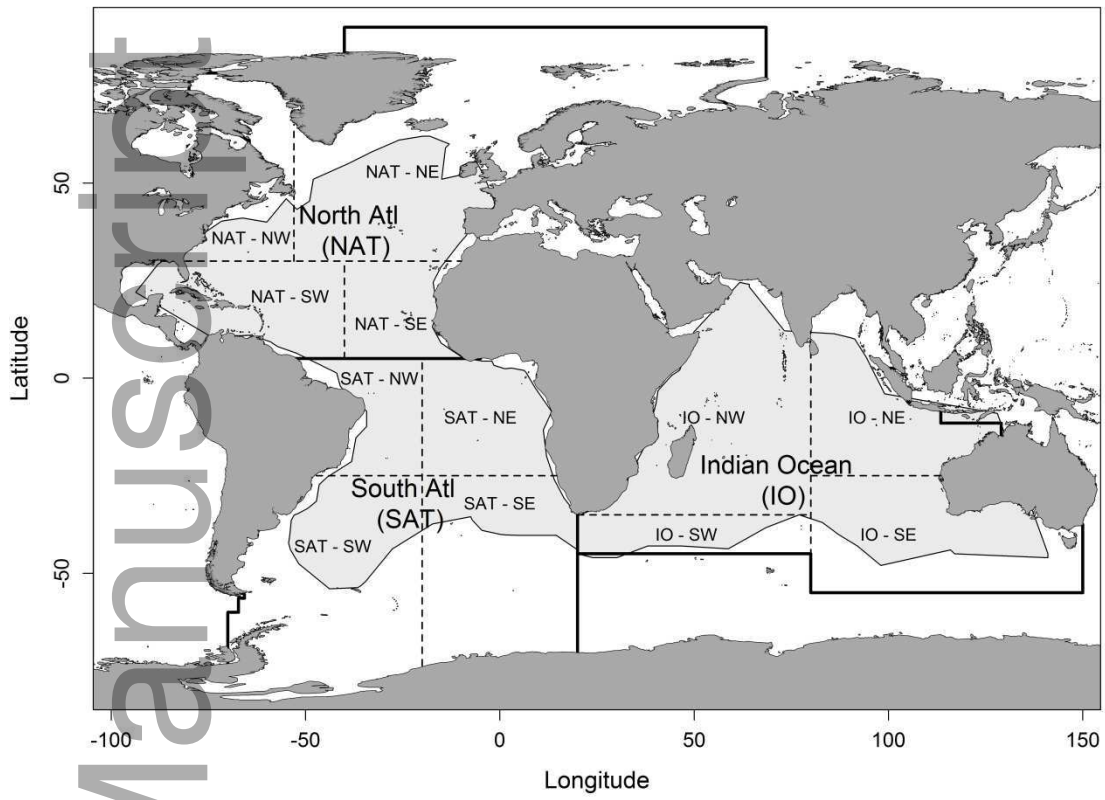 Manuscript
50
0
-50
Latitude
NAT - NE
North Atl
(NAT)
NAT - NW
NAT - SW
NAT - SE
SAT - NW
SAT - NE
South Atl
(SAT)
SAT - SE
SAT - SW
IO - NW
IO - NE
Indian Ocean
(IO)
IO - SW
IO - SE
-100
-50
0
50
100
150
Longitude